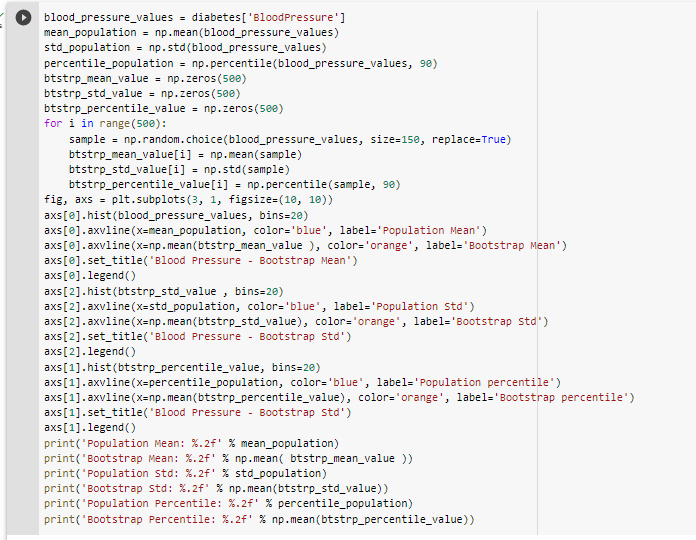 blood_pressure_values = diabetes['BloodPressure']
mean_population = np.mean(blood_pressure_values)
std_population = np.std(blood_pressure_values)
percentile_population = np.percentile(blood_pressure_values, 90)
btstrp_mean_value = np.zeros(500)
btstrp_std_value = np.zeros(500)
btstrp_percentile_value = np.zeros(500)
for i in range(500):
    sample = np.random.choice(blood_pressure_values, size=150, replace=True)
    btstrp_mean_value[i] = np.mean(sample)
    btstrp_std_value[i] = np.std(sample)
    btstrp_percentile_value[i] = np.percentile(sample, 90)
fig, axs = plt.subplots(3, 1, figsize=(10, 10))
axs[0].hist(blood_pressure_values, bins=20)
axs[0].axvline(x=mean_population, color='blue', label='Population Mean')
axs[0].axvline(x=np.mean(btstrp_mean_value ), color='orange', label='Bootstrap Mean')
axs[0].set_title('Blood Pressure - Bootstrap Mean')
axs[0].legend()
axs[2].hist(btstrp_std_value , bins=20)
axs[2].axvline(x=std_population, color='blue', label='Population Std')
axs[2].axvline(x=np.mean(btstrp_std_value), color='orange', label='Bootstrap Std')
axs[2].set_title('Blood Pressure - Bootstrap Std')
axs[2].legend()
axs[1].hist(btstrp_percentile_value, bins=20)
axs[1].axvline(x=percentile_population, color='blue', label='Population percentile')
axs[1].axvline(x=np.mean(btstrp_percentile_value), color='orange', label='Bootstrap percentile')
axs[1].set_title('Blood Pressure - Bootstrap Std')
axs[1].legend()
print('Population Mean: %.2f' % mean_population)
print('Bootstrap Mean: %.2f' % np.mean( btstrp_mean_value ))
print('Population Std: %.2f' % std_population)
print('Bootstrap Std: %.2f' % np.mean(btstrp_std_value))
print('Population Percentile: %.2f' % percentile_population)
print('Bootstrap Percentile: %.2f' % np.mean(btstrp_percentile_value))